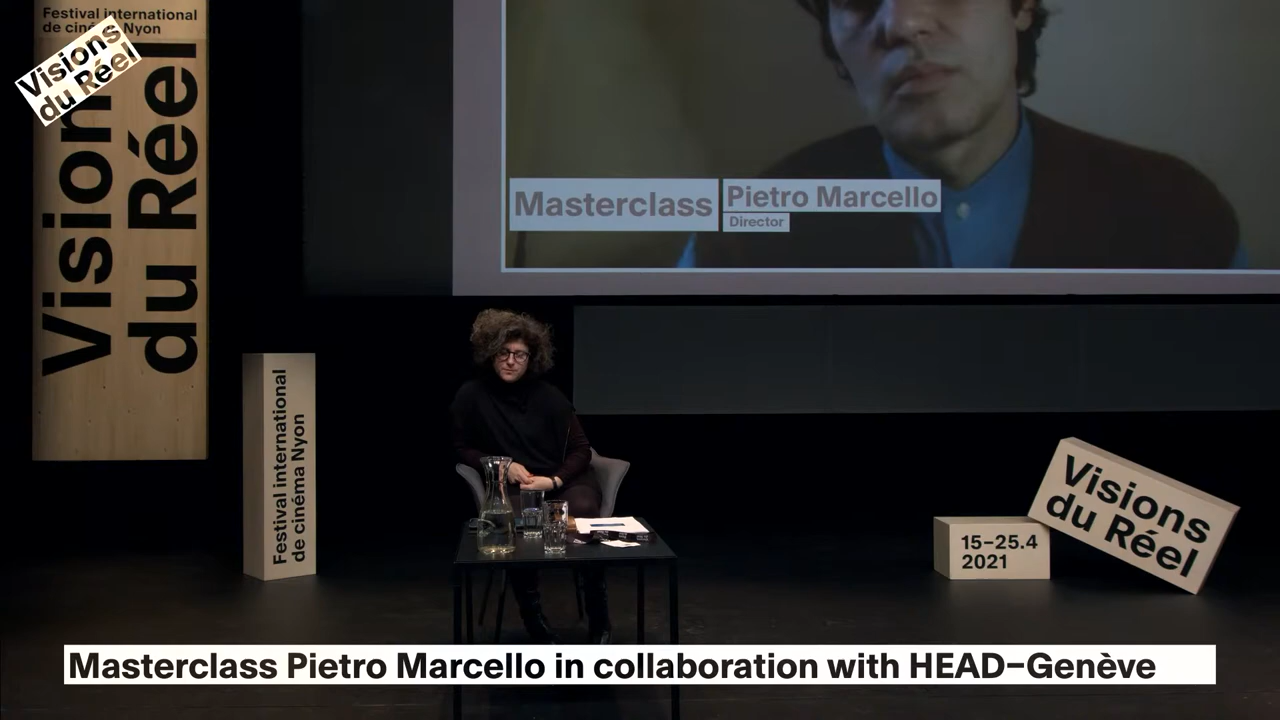 Festival international
de cinéma Nyon
Visions
du Réel
Visions
du Réel
Masterclass
Pietro Marcello
Director
Festival international
de cinéma Nyon
15–25.4
2021
Visions
du Réel
Masterclass Pietro Marcello in collaboration with HEAD–Genève